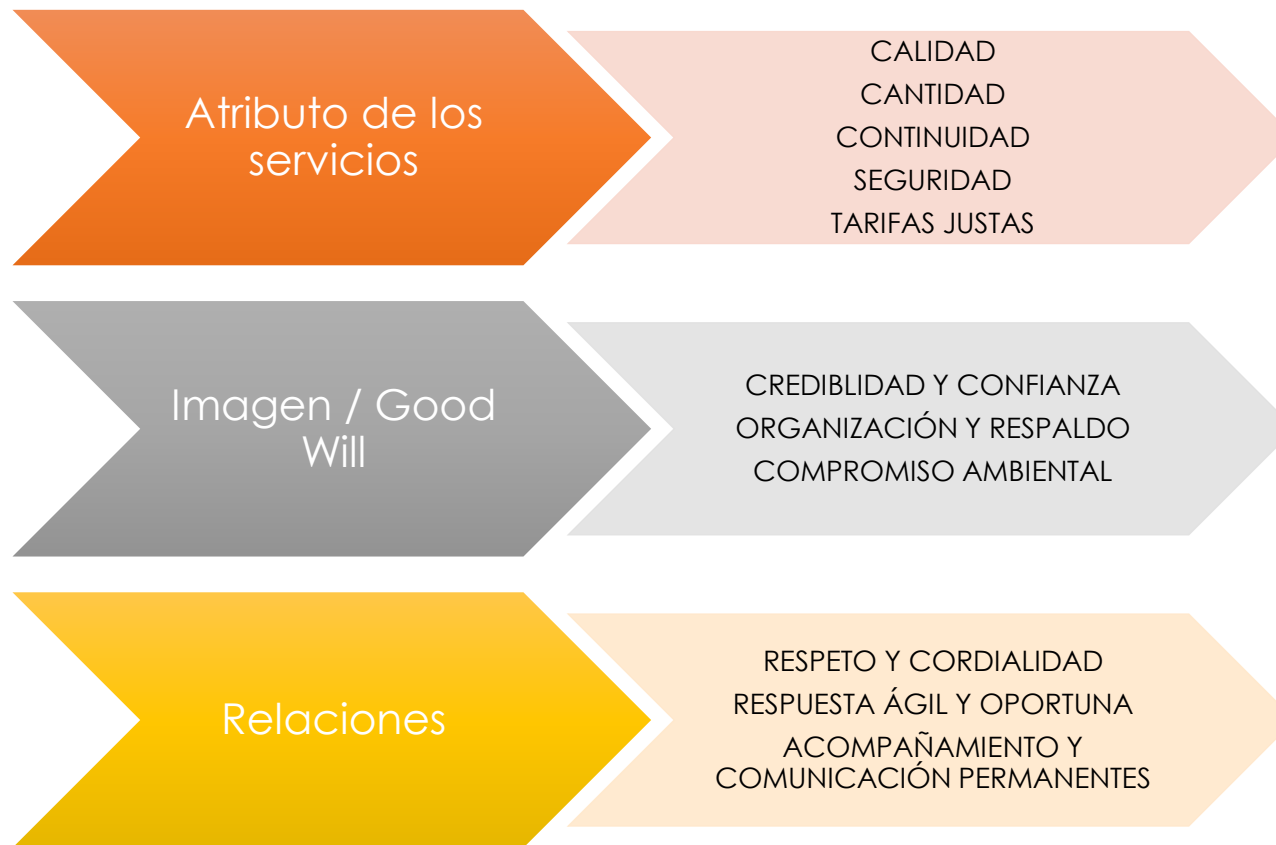 Atributo de los
servicios
CALIDAD
CANTIDAD
CONTINUIDAD
SEGURIDAD
TARIFAS JUSTAS
Imagen / Good
Will
CREDIBLIDAD Y CONFIANZA
ORGANIZACIÓN Y RESPALDO
COMPROMISO AMBIENTAL
Relaciones
RESPETO Y CORDIALIDAD
RESPUESTA ÁGIL Y OPORTUNA
ACOMPAÑAMIENTO Y
COMUNICACIÓN PERMANENTES